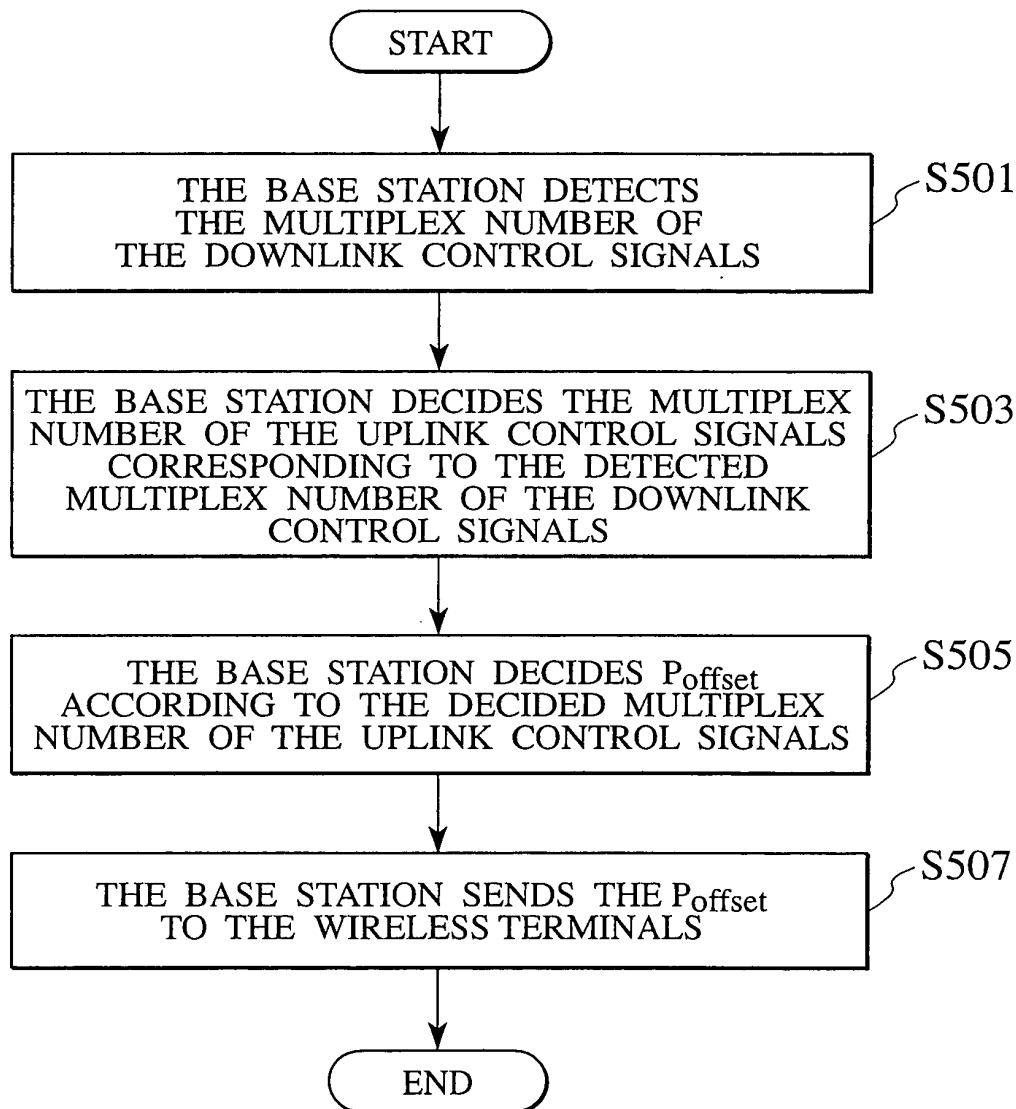 START
THE BASE STATION DETECTS
THE MULTIPLEX NUMBER OF
THE DOWNLINK CONTROL SIGNALS
S501
THE BASE STATION DECIDES THE MULTIPLEX
NUMBER OF THE UPLINK CONTROL SIGNALS
CORRESPONDING TO THE DETECTED
MULTIPLEX NUMBER OF THE DOWNLINK
CONTROL SIGNALS
S503
THE BASE STATION DECIDES Poffset
ACCORDING TO THE DECIDED MULTIPLEX
NUMBER OF THE UPLINK CONTROL SIGNALS
S505
THE BASE STATION SENDS THE Poffset
TO THE WIRELESS TERMINALS
S507
END